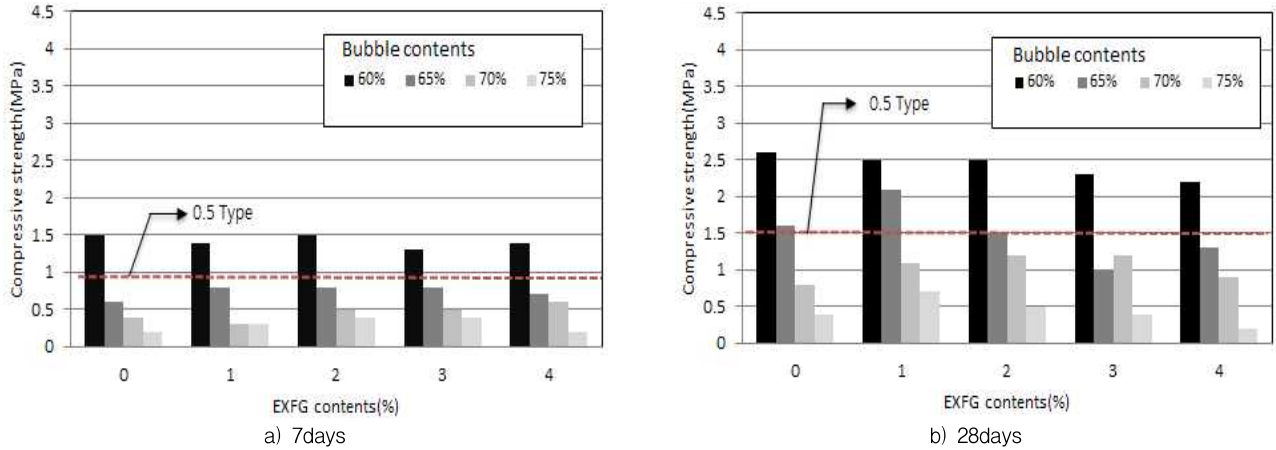 4.5
4
3.5
3
2.5
2
1.5
1
0.5
0
Compressive strength(MPa)
Bubble contents
60% 65% 70% 75%
0.5 Type
0 1 2 3 4
EXFG contents(%)
a) 7days
4.5
4
3.5
3
2.5
2
1.5
1
0.5
0
Compressive strength(MPa)
Bubble contents
60% 65% 70% 75%
0.5 Type
0 1 2 3 4
EXFG contents(%)
b) 28days